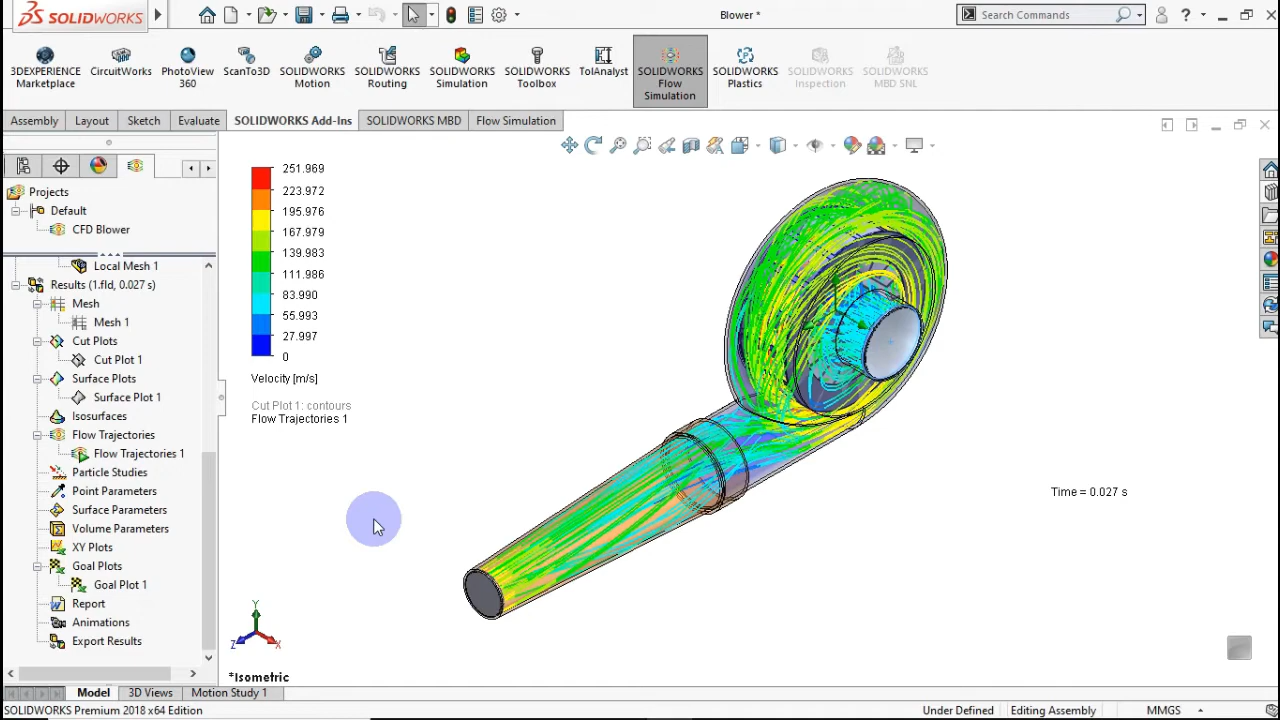 SOLIDWORKS
Blower *
Search Commands
?
3DEXPERIENCE
Marketplace
CircuitWorks
PhotoView
360
ScanTo3D
SOLIDWORKS
Motion
SOLIDWORKS
Routing
SOLIDWORKS
Simulation
SOLIDWORKS
Toolbox
TolAnalyst
SOLIDWORKS
Flow
Simulation
SOLIDWORKS
Plastics
SOLIDWORKS
Inspection
SOLIDWORKS
MBD SNL
Assembly
Layout
Sketch
Evaluate
SOLIDWORKS Add-Ins
SOLIDWORKS MBD
Flow Simulation
Projects
Default
CFD Blower
Local Mesh 1
Results (1.fld, 0.027 s)
Mesh
Mesh 1
Cut Plots
Cut Plot 1
Surface Plots
Surface Plot 1
Isosurfaces
Flow Trajectories
Flow Trajectories 1
Particle Studies
Point Parameters
Surface Parameters
Volume Parameters
XY Plots
Goal Plots
Goal Plot 1
Report
Animations
Export Results
251.969
223.972
195.976
167.979
139.983
111.986
83.990
55.993
27.997
0
Velocity [m/s]
Cut Plot 1: contours
Flow Trajectories 1
Time = 0.027 s
Y
Z
X
*Isometric
Model
3D Views
Motion Study 1
SOLIDWORKS Premium 2018 x64 Edition
Under Defined
Editing Assembly
MMGS